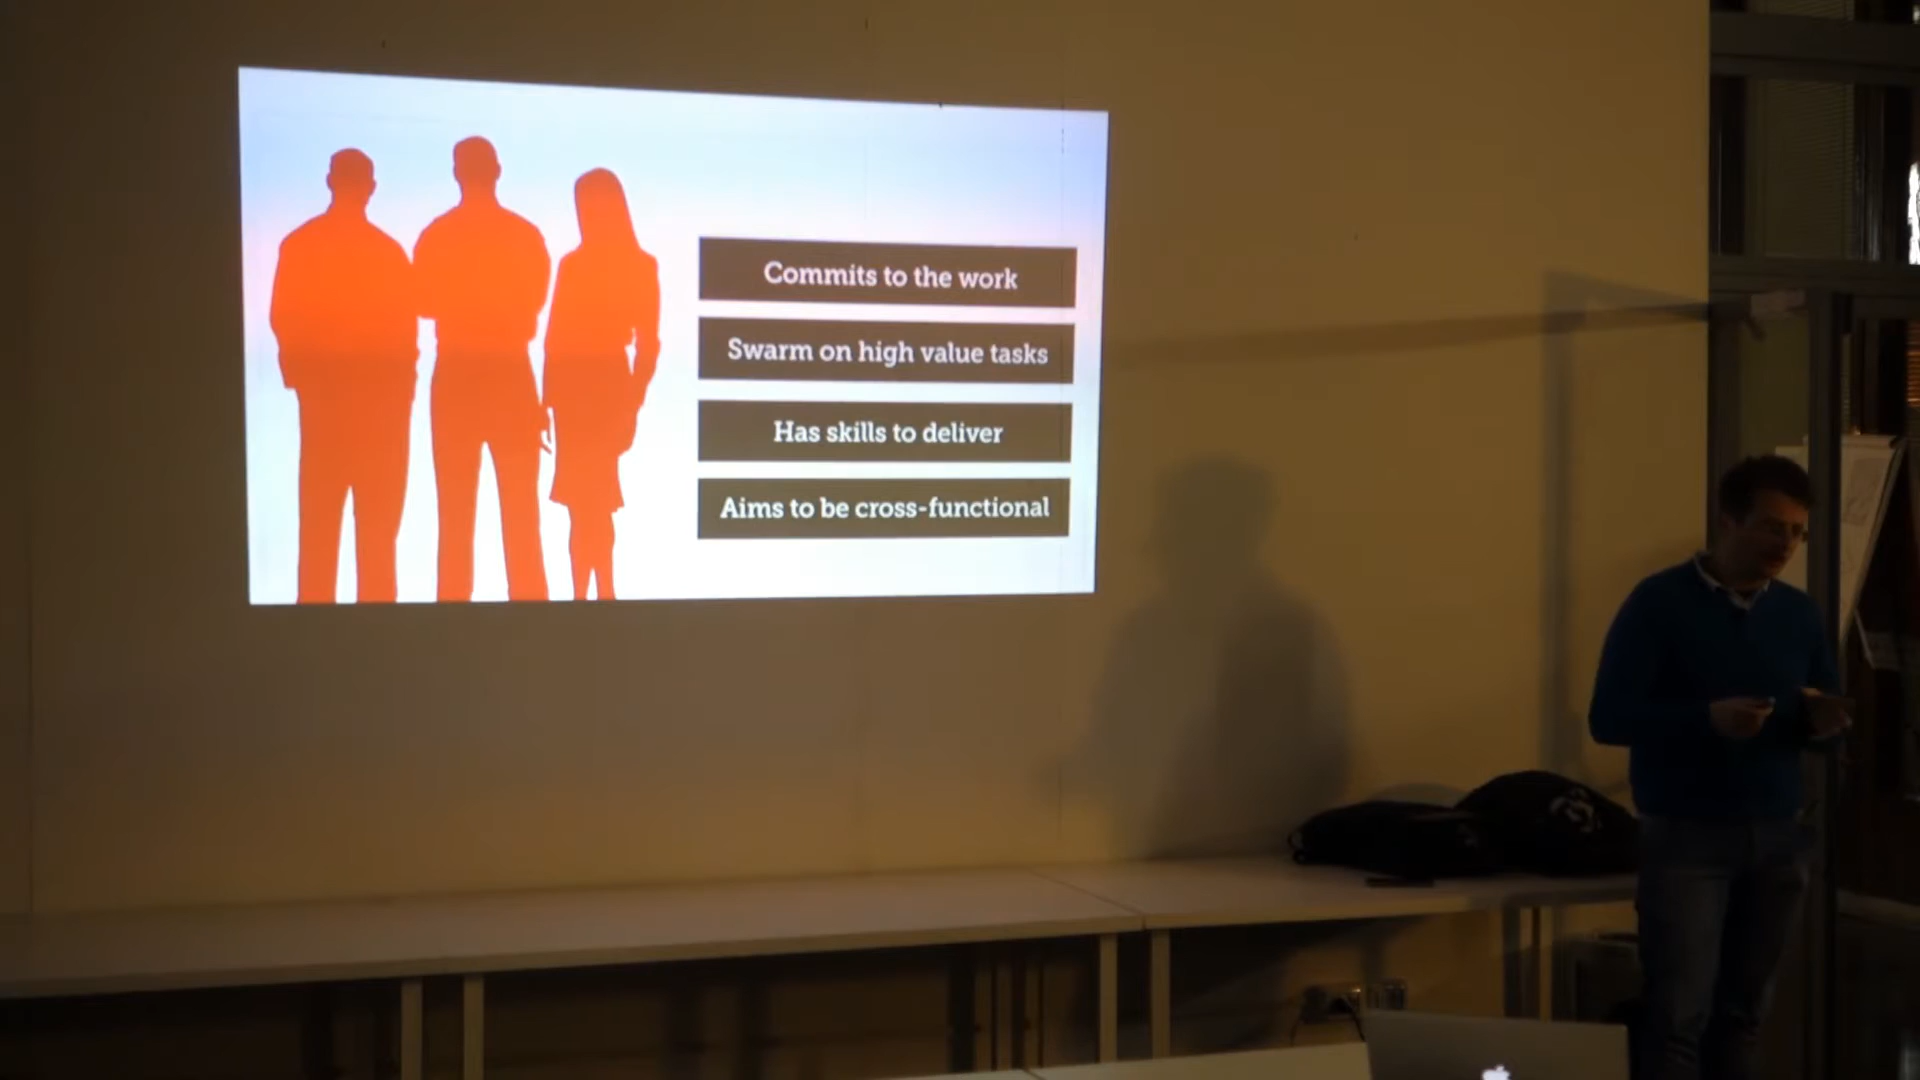 Commits to the work
Swarm on high value tasks
Has skills to deliver
Aims to be cross-functional